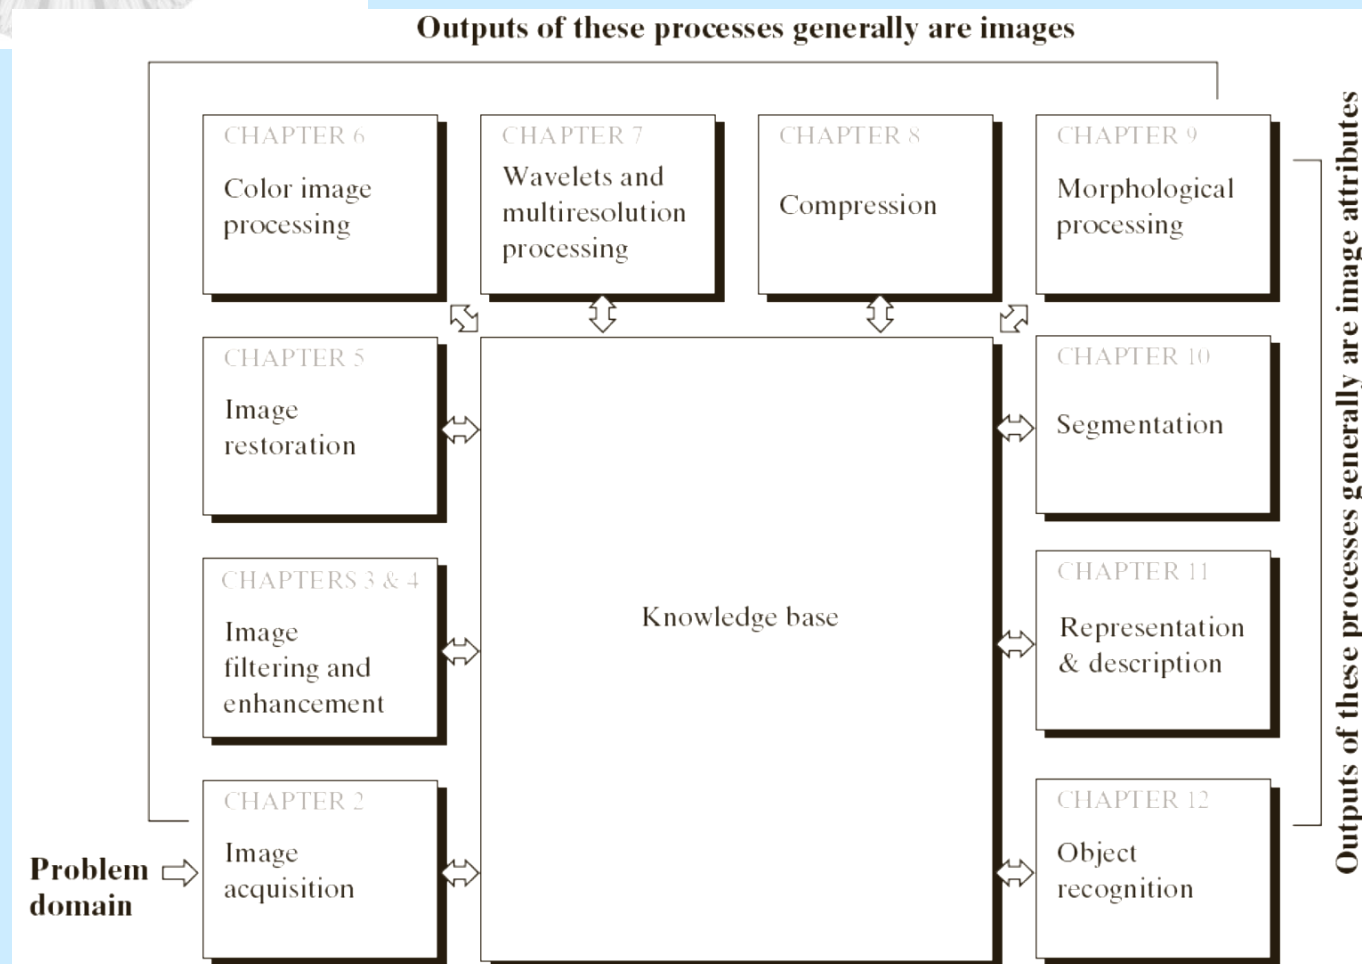 Outputs of these processes generally are images
CHAPTER 6
Color image
processing
CHAPTER 7
Wavelets and
multiresolution
processing
CHAPTER 8
Compression
CHAPTER 9
Morphological
processing
CHAPTER 5
Image
restoration
CHAPTER 10
Segmentation
CHAPTERS 3 & 4
Image
filtering and
enhancement
Knowledge base
CHAPTER 11
Representation
& description
CHAPTER 2
Image
acquisition
CHAPTER 12
Object
recognition
Problem
domain
Outputs of these processes generally are image attributes